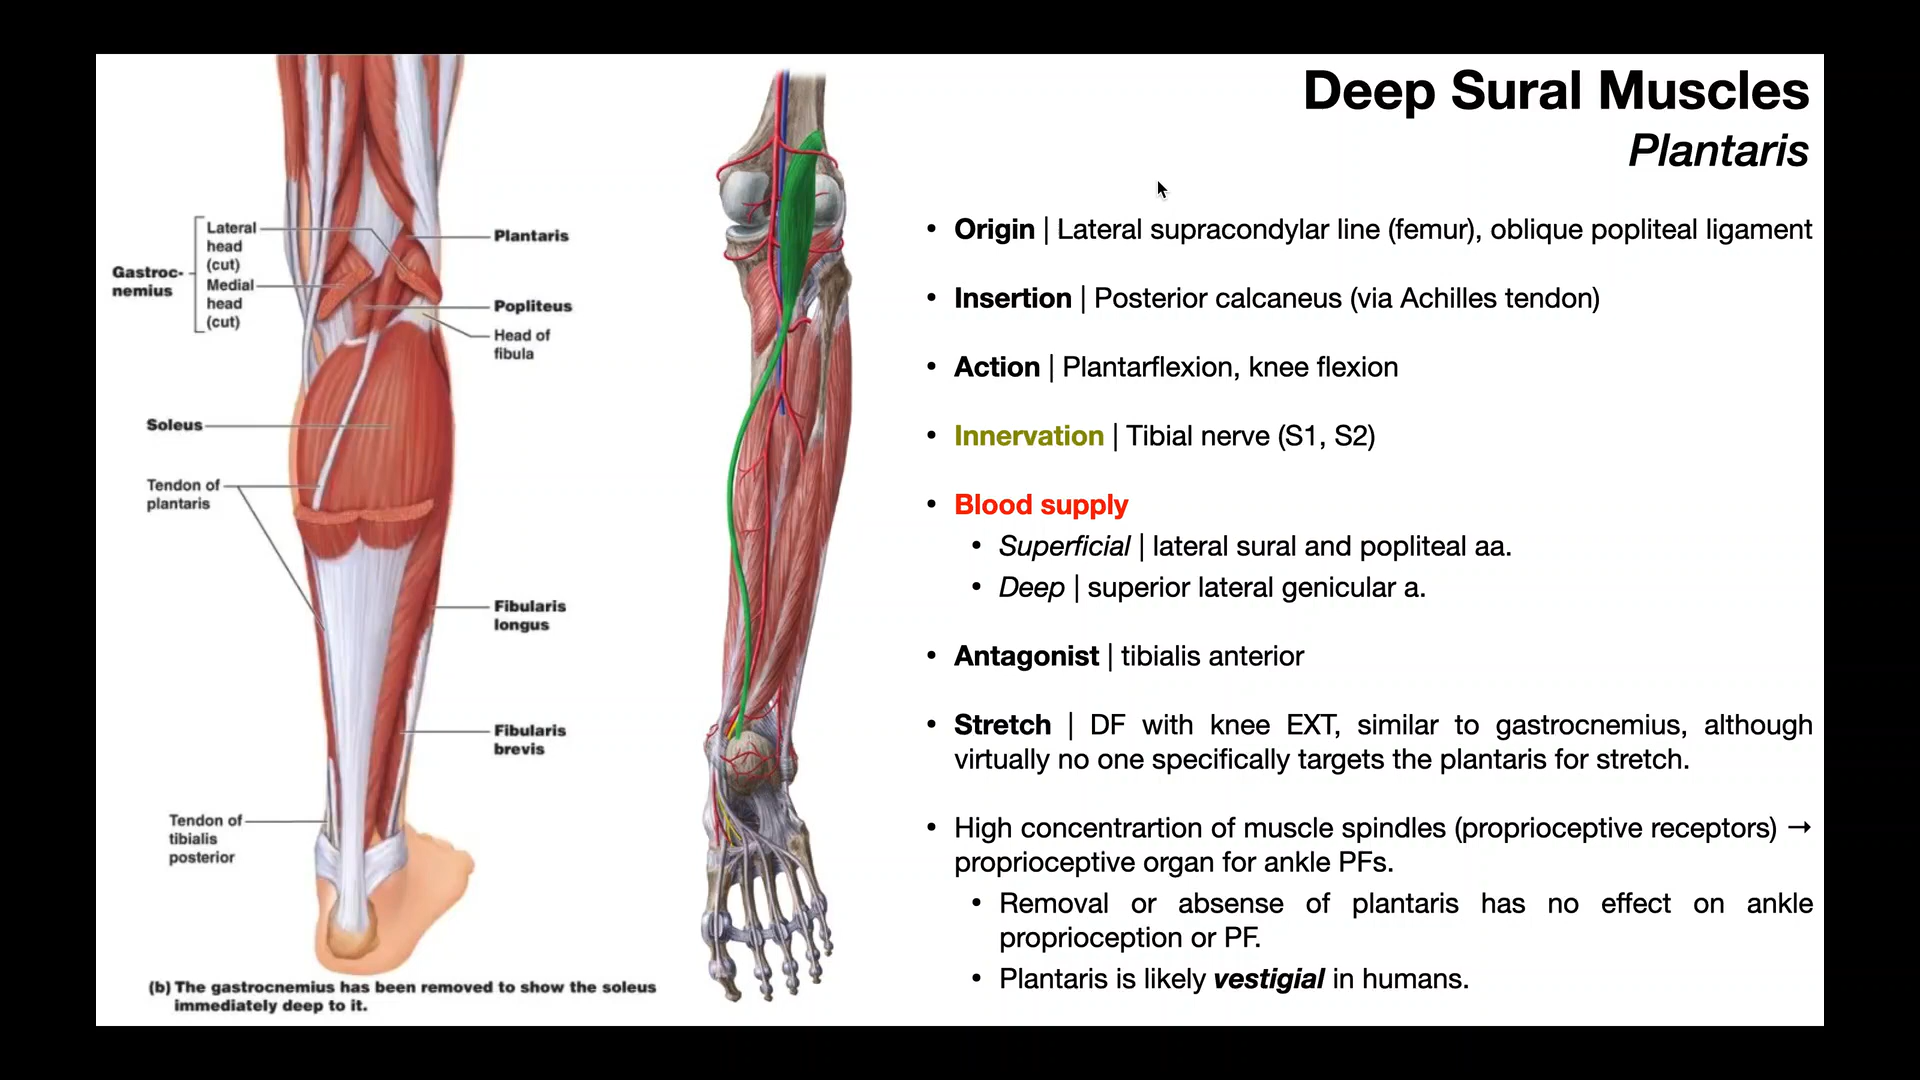 Deep Sural Muscles
Plantaris
Lateral
head
(cut)
Gastroc-
nemius
Medial
head
(cut)
Plantaris
Popliteus
Head of
fibula
Soleus
Tendon of
plantaris
Fibularis
longus
Fibularis
brevis
Tendon of
tibialis
posterior
(b) The gastrocnemius has been removed to show the soleus
immediately deep to it.
• Origin | Lateral supracondylar line (femur), oblique popliteal ligament
• Insertion | Posterior calcaneus (via Achilles tendon)
• Action | Plantarflexion, knee flexion
• Innervation | Tibial nerve (S1, S2)
• Blood supply
• Superficial | lateral sural and popliteal aa.
• Deep | superior lateral genicular a.
• Antagonist | tibialis anterior
• Stretch | DF with knee EXT, similar to gastrocnemius, although
virtually no one specifically targets the plantaris for stretch.
• High concentrartion of muscle spindles (proprioceptive receptors) →
proprioceptive organ for ankle PFs.
• Removal or absense of plantaris has no effect on ankle
proprioception or PF.
• Plantaris is likely vestigial in humans.